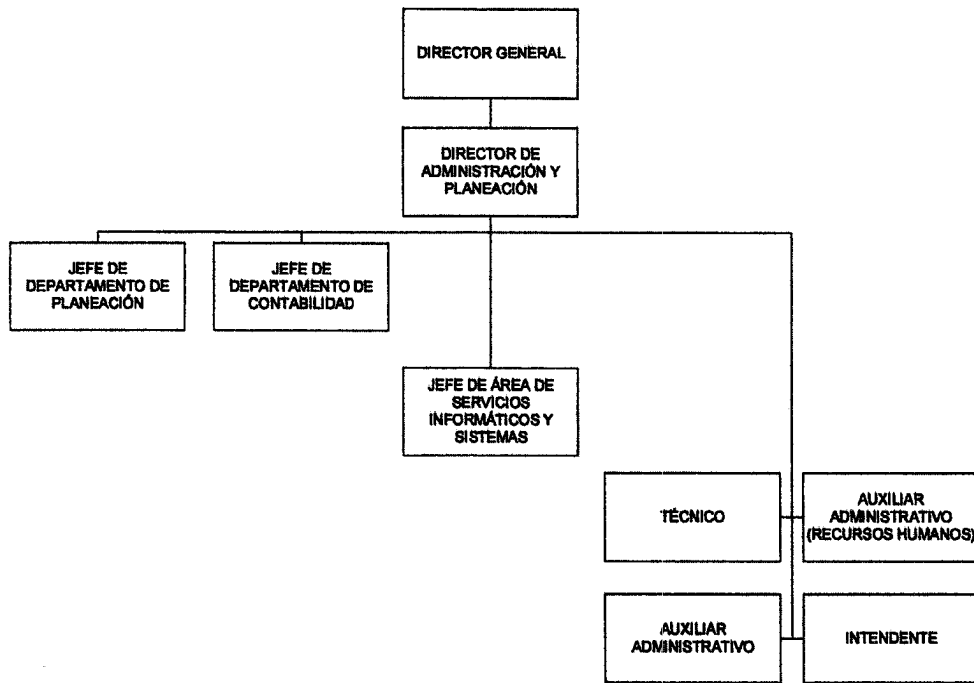 DIRECTOR GENERAL
DIRECTOR DE
ADMINISTRACIÓN Y
PLANEACIÓN
JEFE DE
DEPARTAMENTO DE
PLANEACIÓN
JEFE DE
DEPARTAMENTO DE
CONTABILIDAD
JEFE DE ÁREA DE
SERVICIOS
INFORMÁTICOS Y
SISTEMAS
TÉCNICO
AUXILIAR
ADMINISTRATIVO
(RECURSOS HUMANOS)
AUXILIAR
ADMINISTRATIVO
INTENDENTE